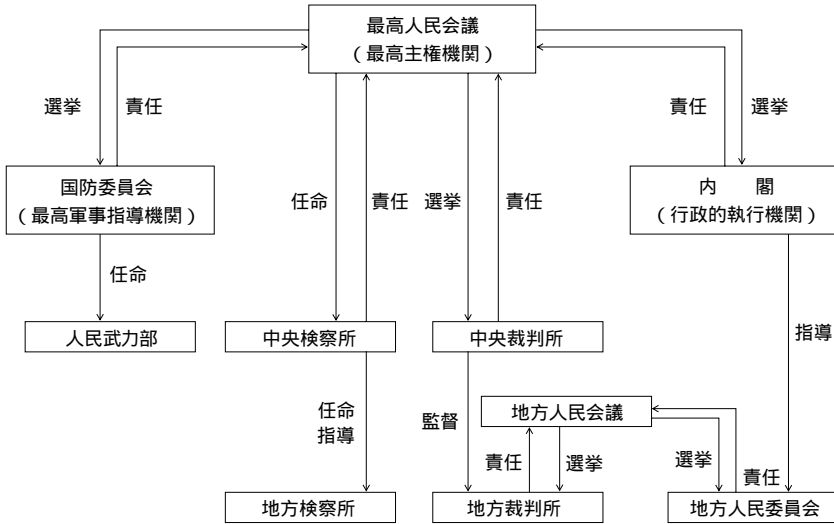 最高人民会議
（最高主権機関）
選挙
責任
責任
選挙
国防委員会
（最高軍事指導機関）
任命
責任
選挙
責任
内　　閣
（行政的執行機関）
任命
人民武力部
中央検察所
中央裁判所
指導
任命
指導
監督
地方人民会議
責任
選挙
選挙
責任
地方検察所
地方裁判所
地方人民委員会